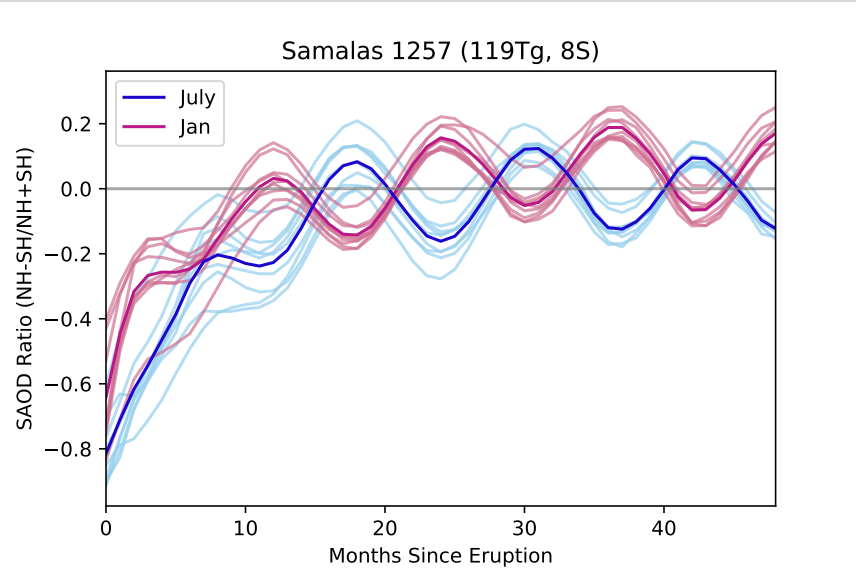 Samalas 1257 (119Tg, 8S)
July
Jan
SAOD Ratio (NH-SH/NH+SH)
0.2
0.0
−0.2
−0.4
−0.6
−0.8
0 10 20 30 40
Months Since Eruption